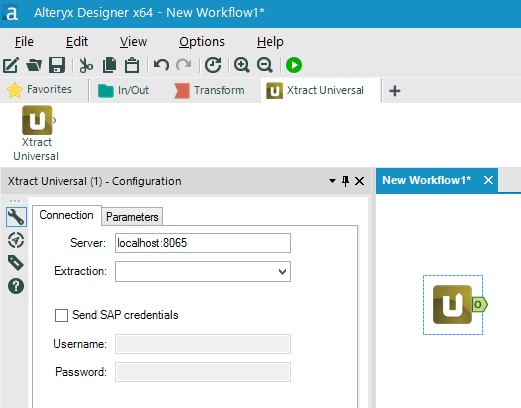 a Alteryx Designer x64 - New Workflow1*
File Edit View Options Help
Favorites In/Out Transform Xtract Universal +
U
Xtract
Universal
Xtract Universal (1) - Configuration
New Workflow1* X
Connection Parameters
Server: localhost:8065
Extraction:
Send SAP credentials
Username:
Password:
U O